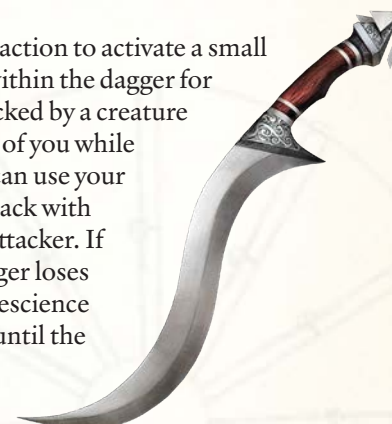 action to activate a small
within the dagger for
cked by a creature
of you while
can use your
ack with
ttacker. If
ger loses
escience
until the